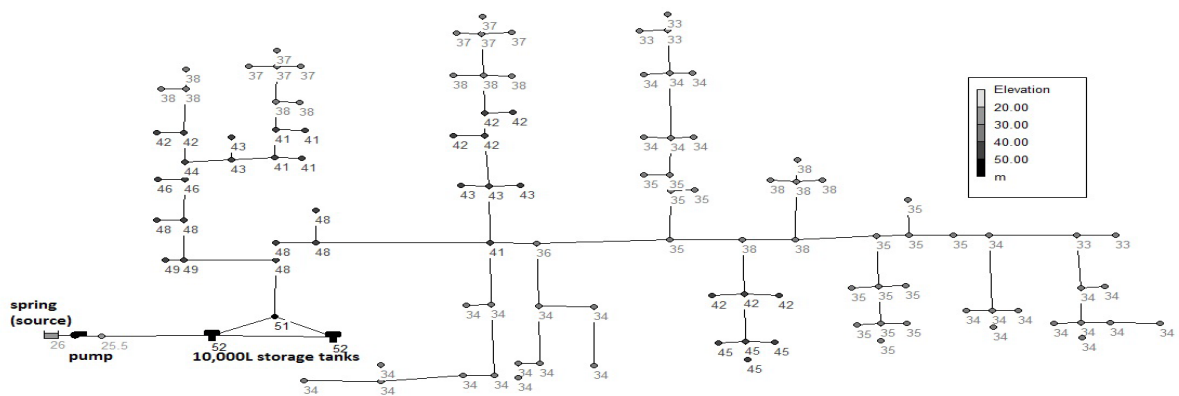 37 33
37 37 37 33 33
37
37 37 37
38 38 38 38 34 34 34
Elevation
38 38
20.00
38 38
42 42
30.00
42 42 41 41 42 42
43 40.00
34 34 34
50.00
44 43 41 41
38
m
46 46 35 35
38 38 38
43 43 43
35 35
35
48 48 48
48 48 41 36 35 38 38 35 35 35 34 33 33
49 49 48
35 35 35 34 34
spring
42 42 42
(source)
34 34 34 34
34 34 34
51
35 35 35 34 34 34 34
34
26 25.5 52 52 35 34
pump 10,000L storage tanks
45 45 45
34 34 34 34
45
34 34 34 34
34 34